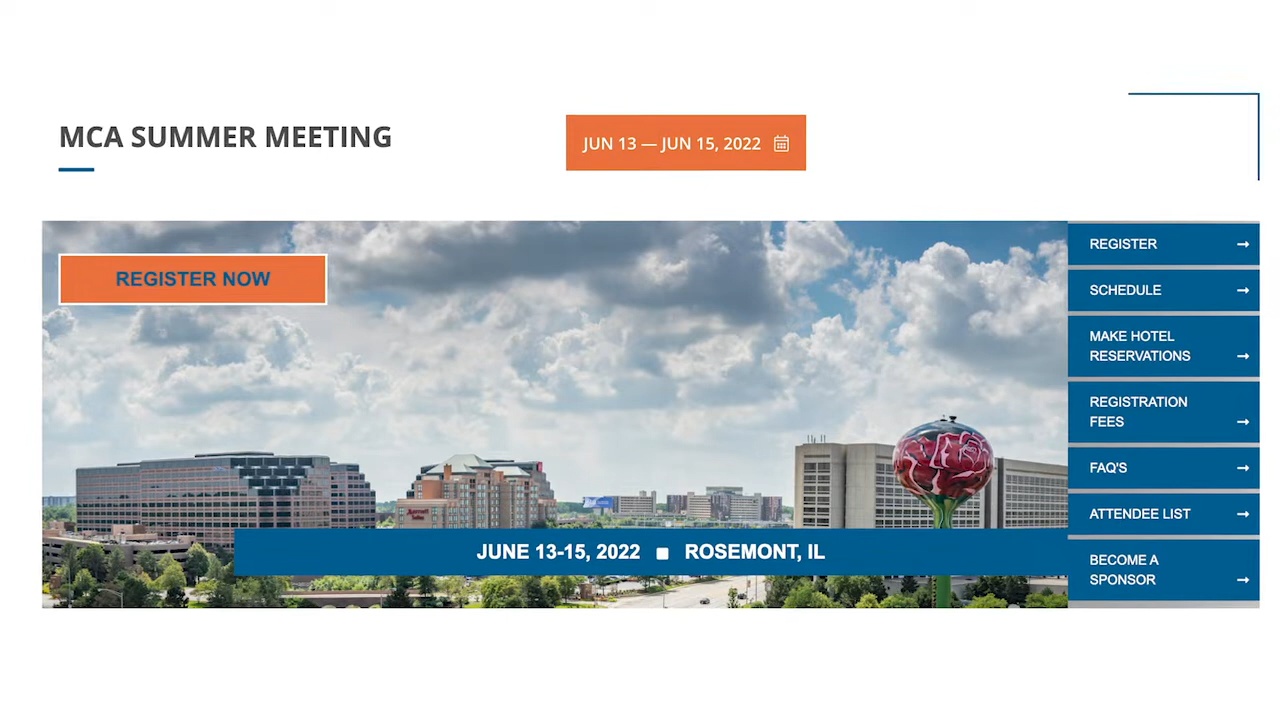 MCA SUMMER MEETING
JUN 13 — JUN 15, 2022
REGISTER NOW
REGISTER
SCHEDULE
MAKE HOTEL
RESERVATIONS
REGISTRATION
FEES
FAQ'S
ATTENDEE LIST
BECOME A
SPONSOR
Marriott
JUNE 13-15, 2022 ■ ROSEMONT, IL